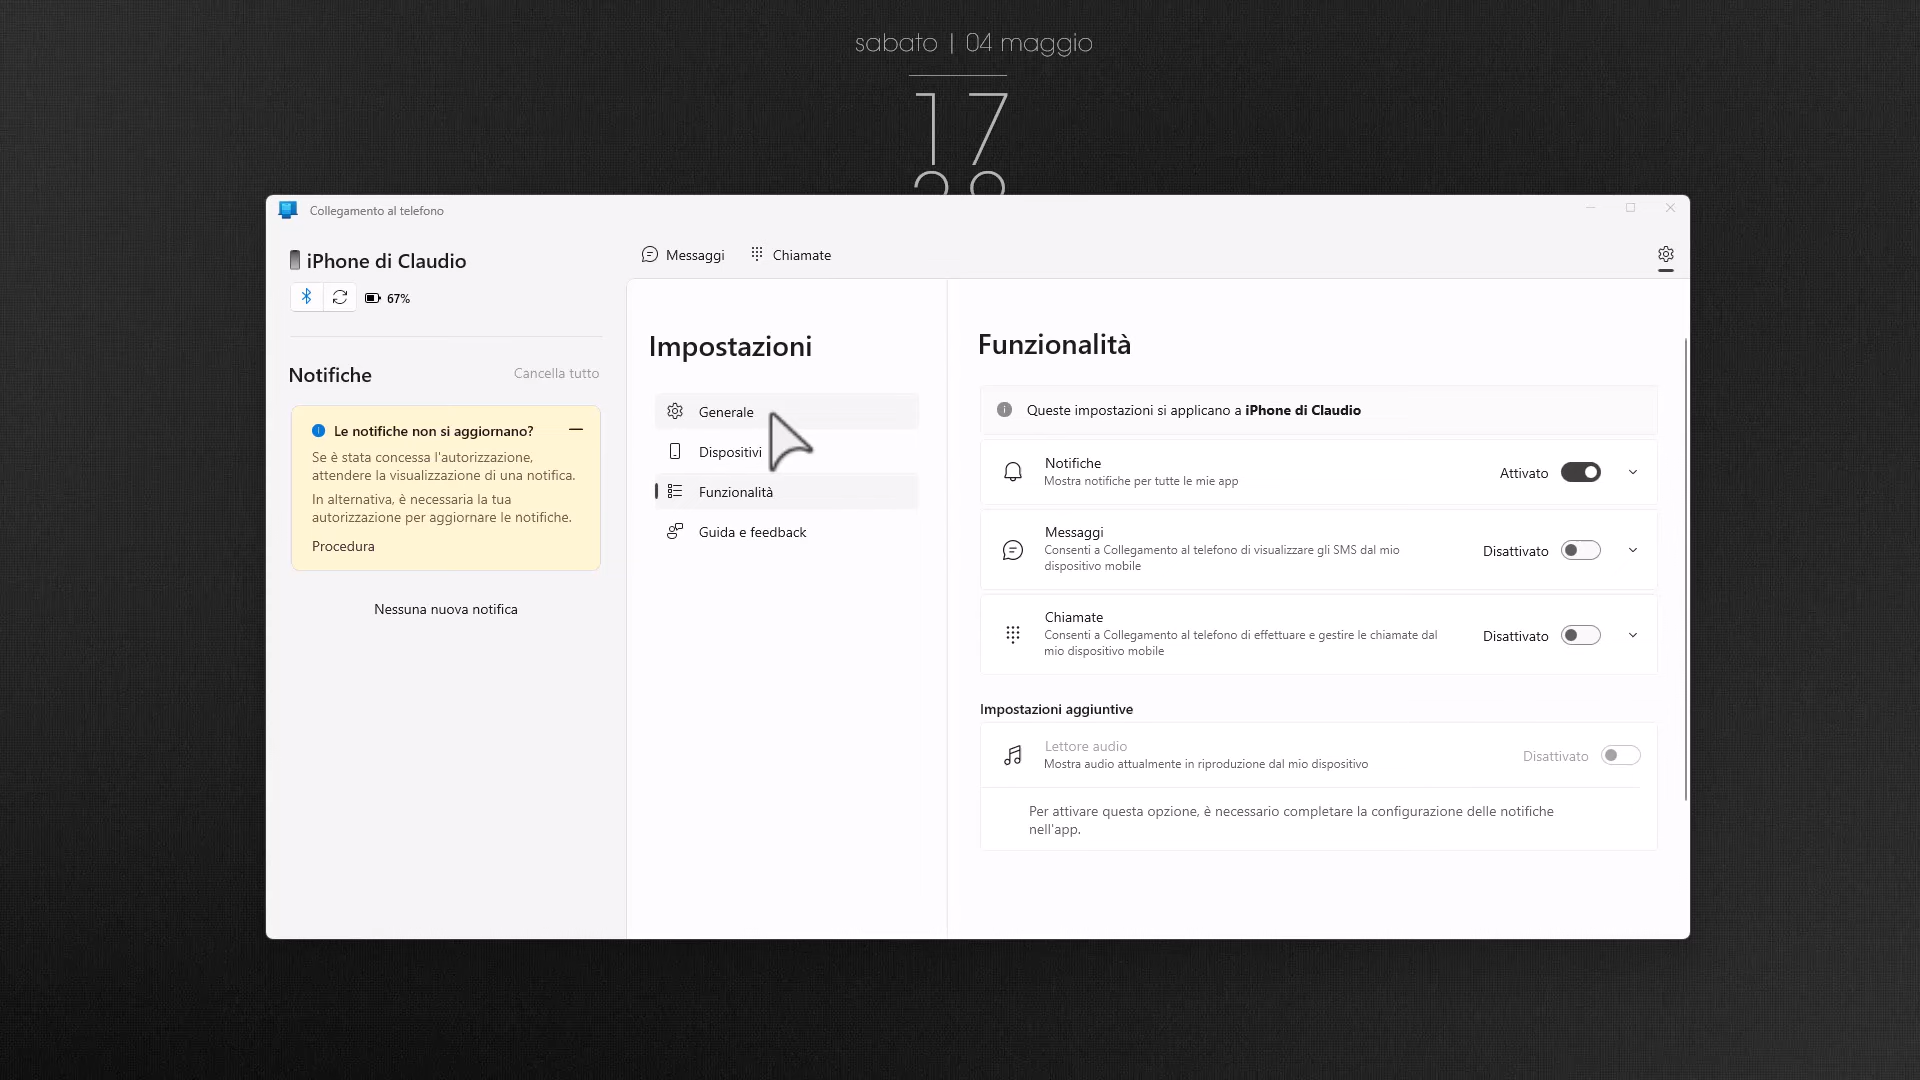 sabato | 04 maggio
17
Collegamento al telefono
iPhone di Claudio
67%
Messaggi
Chiamate
Notifiche
Cancella tutto
Le notifiche non si aggiornano?
Se è stata concessa l'autorizzazione,
attendere la visualizzazione di una notifica.
In alternativa, è necessaria la tua
autorizzazione per aggiornare le notifiche.
Procedura
Nessuna nuova notifica
Impostazioni
Generale
Dispositivi
Funzionalità
Guida e feedback
Funzionalità
Queste impostazioni si applicano a iPhone di Claudio
Notifiche
Mostra notifiche per tutte le mie app
Attivato
Messaggi
Consenti a Collegamento al telefono di visualizzare gli SMS dal mio
dispositivo mobile
Disattivato
Chiamate
Consenti a Collegamento al telefono di effettuare e gestire le chiamate dal
mio dispositivo mobile
Disattivato
Impostazioni aggiuntive
Lettore audio
Mostra audio attualmente in riproduzione dal mio dispositivo
Disattivato
Per attivare questa opzione, è necessario completare la configurazione delle notifiche
nell'app.